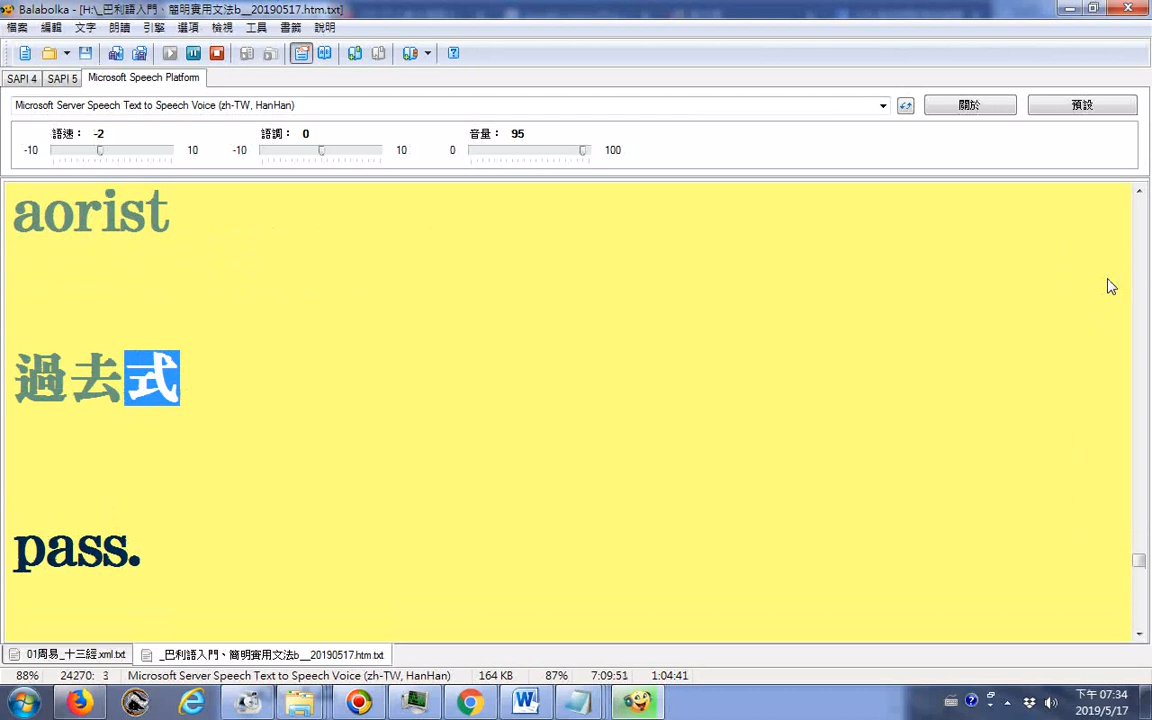 Balabolka - [H:\_巴利語入門、簡明實用文法b__20190517.htm.txt]
檔案 編輯 文字 朗讀 引擎 選項 檢視 工具 書籤 說明
SAPI 4 SAPI 5 Microsoft Speech Platform
Microsoft Server Speech Text to Speech Voice (zh-TW, HanHan) 關於 預設
語速： -2 語調： 0 音量： 95
-10 10 -10 10 0 100
aorist
過去式
pass.
01周易_十三經.xml.txt _巴利語入門、簡明實用文法b__20190517.htm.txt
88% 24270: 3 Microsoft Server Speech Text to Speech Voice (zh-TW, HanHan) 164 KB 87% 7:09:51 1:04:41
下午 07:34
2019/5/17